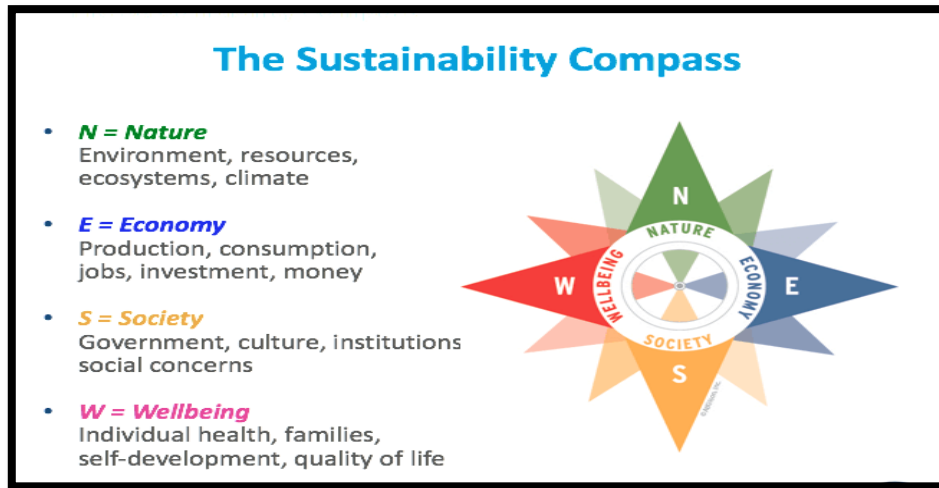 The Sustainability Compass
• N = Nature
Environment, resources,
ecosystems, climate
• E = Economy
Production, consumption,
jobs, investment, money
• S = Society
Government, culture, institutions
social concerns
• W = Wellbeing
Individual health, families,
self-development, quality of life
N
NATURE
W
WELLBEING
ECONOMY
E
SOCIETY
S